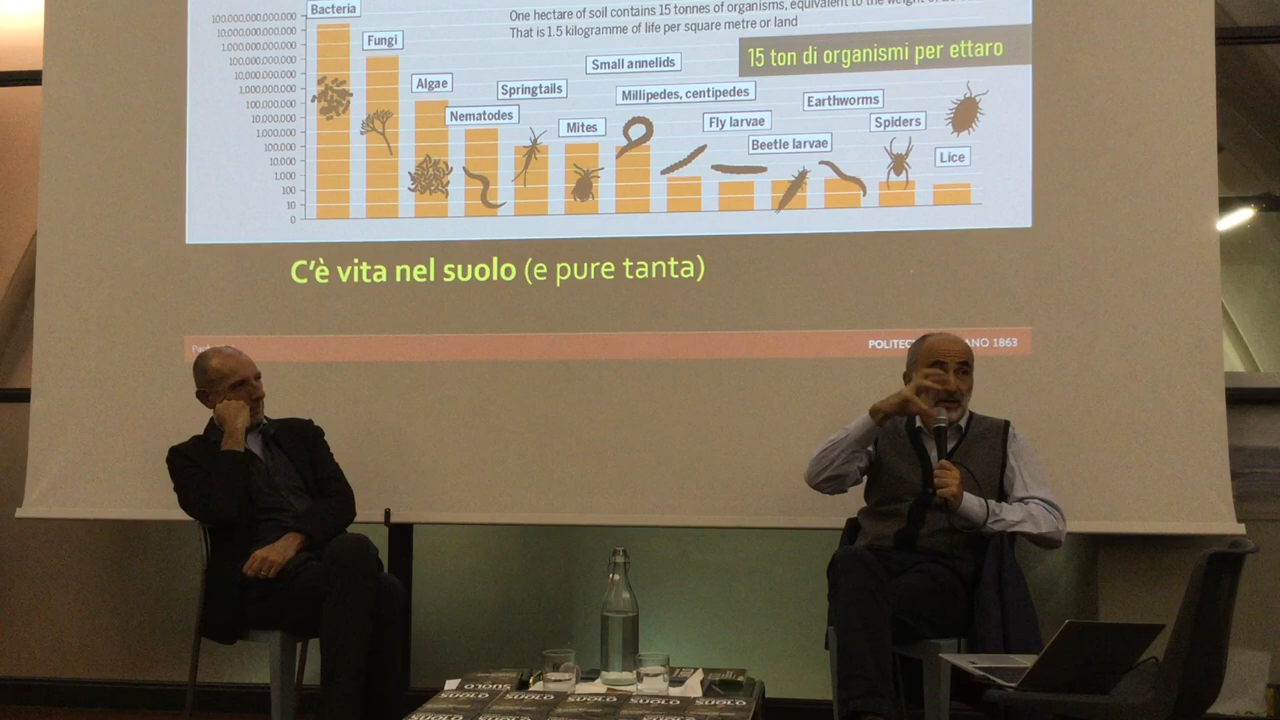 Bacteria
Fungi
Algae
Nematodes
Springtails
Mites
Small annelids
Millipedes, centipedes
Fly larvae
Beetle larvae
Earthworms
Spiders
Lice
100.000.000.000.000
10.000.000.000.000
1.000.000.000.000
100.000.000.000
10.000.000.000
1.000.000.000
100.000.000
10.000.000
1.000.000
100.000
10.000
1.000
100
10
0
One hectare of soil contains 15 tonnes of organisms, equivalent to the weight of
That is 1.5 kilogramme of life per square metre or land
15 ton di organismi per ettaro
C'è vita nel suolo (e pure tanta)
1863
SUOLO
SUOLO SUOLO SUOLO SUOLO SUOLO